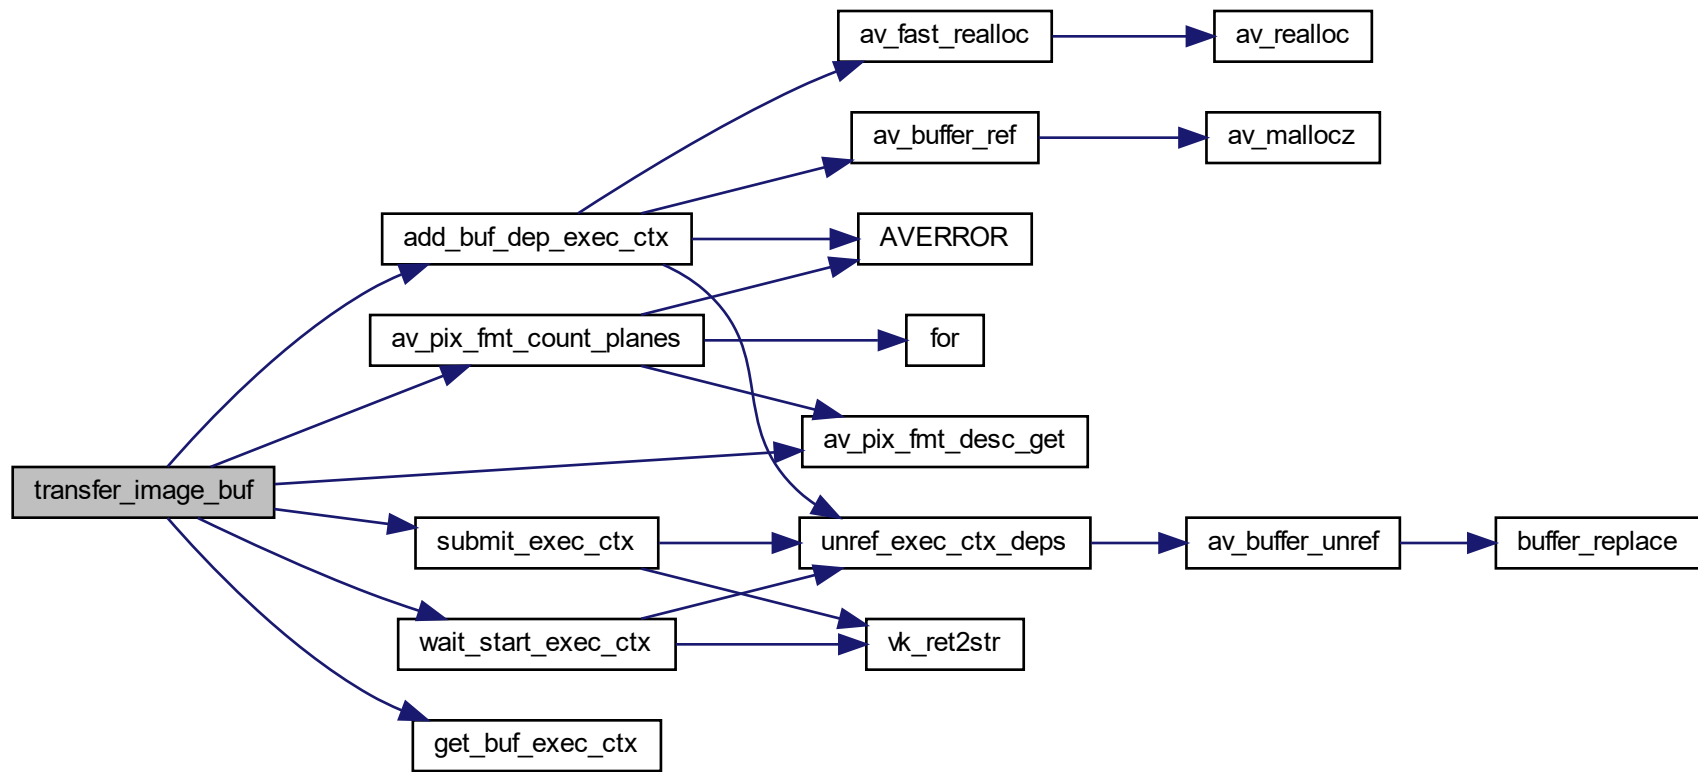 av_fast_realloc
av_realloc
av_buffer_ref
av_mallocz
add_buf_dep_exec_ctx
AVERROR
av_pix_fmt_count_planes
for
av_pix_fmt_desc_get
transfer_image_buf
submit_exec_ctx
unref_exec_ctx_deps
av_buffer_unref
buffer_replace
wait_start_exec_ctx
vk_ret2str
get_buf_exec_ctx